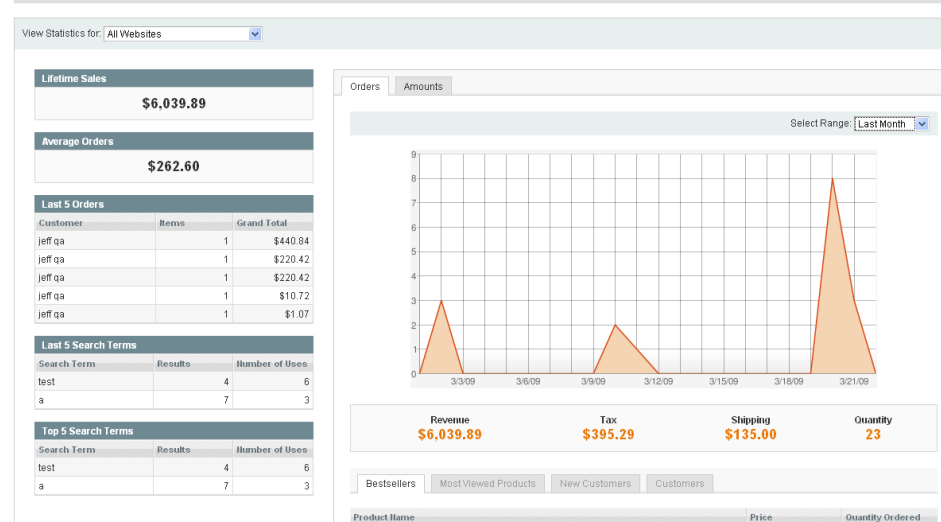 View Statistics for: All Websites
Lifetime Sales
$6,039.89
Average Orders
$262.60
Last 5 Orders
Customer Items Grand Total
jeff qa 1 $440.84
jeff qa 1 $220.42
jeff qa 1 $220.42
jeff qa 1 $10.72
jeff qa 1 $1.07
Last 5 Search Terms
Search Term Results Number of Uses
test 4 6
a 7 3
Top 5 Search Terms
Search Term Results Number of Uses
test 4 6
a 7 3
Orders Amounts
Select Range: Last Month
9
8
7
6
5
4
3
2
1
0
3/3/09 3/6/09 3/9/09 3/12/09 3/15/09 3/18/09 3/21/09
Revenue Tax Shipping Quantity
$6,039.89 $395.29 $135.00 23
Bestsellers Most Viewed Products New Customers Customers
Product Name Price Quantity Ordered